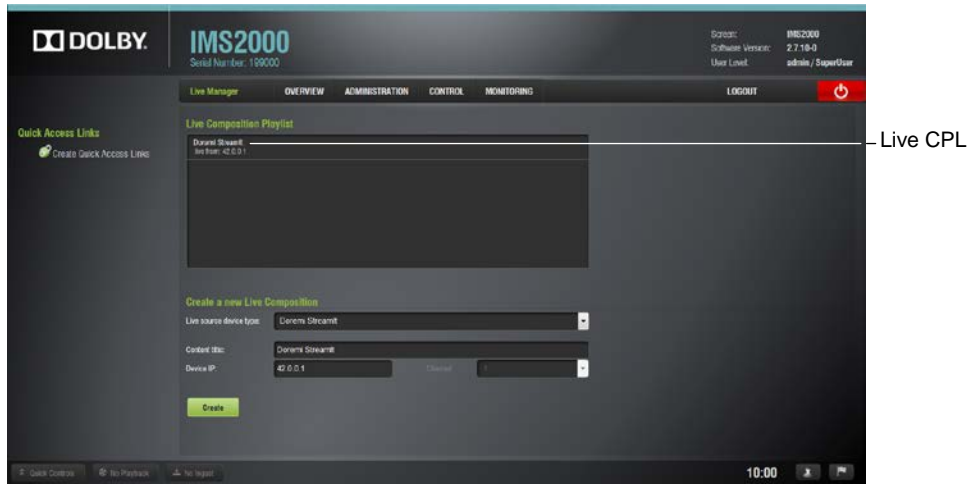 DOLBY.
IMS2000
Serial Number: 199000
Screen: IMS2000
Software Version: 2.7.10-0
User Level: admin / SuperUser
Live Manager OVERVIEW ADMINISTRATION CONTROL MONITORING LOGOUT
Quick Access Links
Create Quick Access Links
Live Composition Playlist
Doremi StreamIt
live from: 42.0.0.1
Live CPL
Create a new Live Composition
Live source device type: Doremi StreamIt
Content title: Doremi StreamIt
Device IP: 42.0.0.1 Channel 1
Create
Quick Controls No Playback No Ingest
10:00